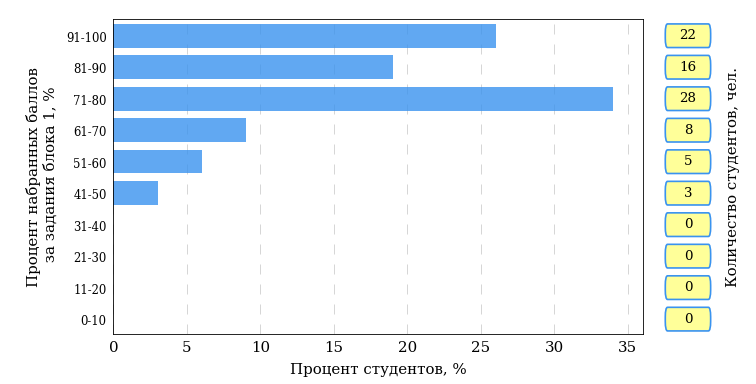 Процент набранных баллов
за задания блока 1, %
91-100 22
81-90 16
71-80 28
61-70 8
51-60 5
41-50 3
31-40 0
21-30 0
11-20 0
0-10 0
0 5 10 15 20 25 30 35
Процент студентов, %
Количество студентов, чел.